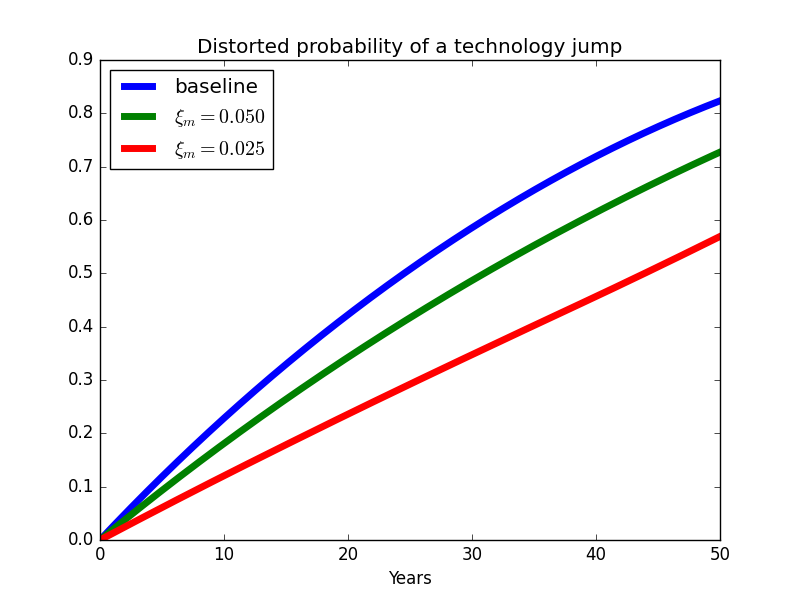 Distorted probability of a technology jump
0.9
0.8
0.7
0.6
0.5
0.4
0.3
0.2
0.1
0.0
baseline
ξm = 0.050
ξm = 0.025
0 10 20 30 40 50
Years